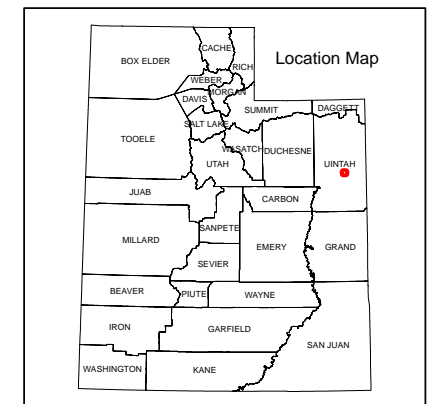 Location Map
CACHE
BOX ELDER
RICH
WEBER
MORGAN
DAVIS
SUMMIT
DAGGETT
SALT LAKE
TOOELE
WASATCH
DUCHESNE
UINTAH
UTAH
JUAB
CARBON
SANPETE
MILLARD
EMERY
GRAND
SEVIER
BEAVER
PIUTE
WAYNE
IRON
GARFIELD
SAN JUAN
WASHINGTON
KANE